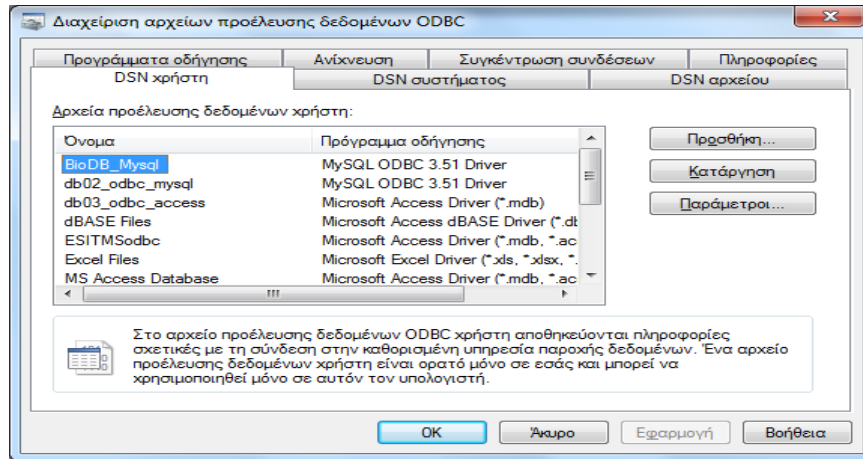 Διαχείριση αρχείων προέλευσης δεδομένων ODBC
Προγράμματα οδήγησης Ανίχνευση Συγκέντρωση συνδέσεων Πληροφορίες
DSN χρήστη DSN συστήματος DSN αρχείου
Αρχεία προέλευσης δεδομένων χρήστη:
Όνομα Πρόγραμμα οδήγησης
BioDB_Mysql MySQL ODBC 3.51 Driver
db02_odbc_mysql MySQL ODBC 3.51 Driver
db03_odbc_access Microsoft Access Driver (*.mdb)
dBASE Files Microsoft Access dBASE Driver (*.db
ESITMSodbc Microsoft Access Driver (*.mdb, *.ac
Excel Files Microsoft Excel Driver (*.xls, *.xlsx, *.
MS Access Database Microsoft Access Driver (*.mdb, *.ac
Προσθήκη...
Κατάργηση
Παράμετροι...
Στο αρχείο προέλευσης δεδομένων ODBC χρήστη αποθηκεύονται πληροφορίες
σχετικές με τη σύνδεση στην καθορισμένη υπηρεσία παροχής δεδομένων. Ένα αρχείο
προέλευσης δεδομένων χρήστη είναι ορατό μόνο σε εσάς και μπορεί να
χρησιμοποιηθεί μόνο σε αυτόν τον υπολογιστή.
OK Άκυρο Εφαρμογή Βοήθεια